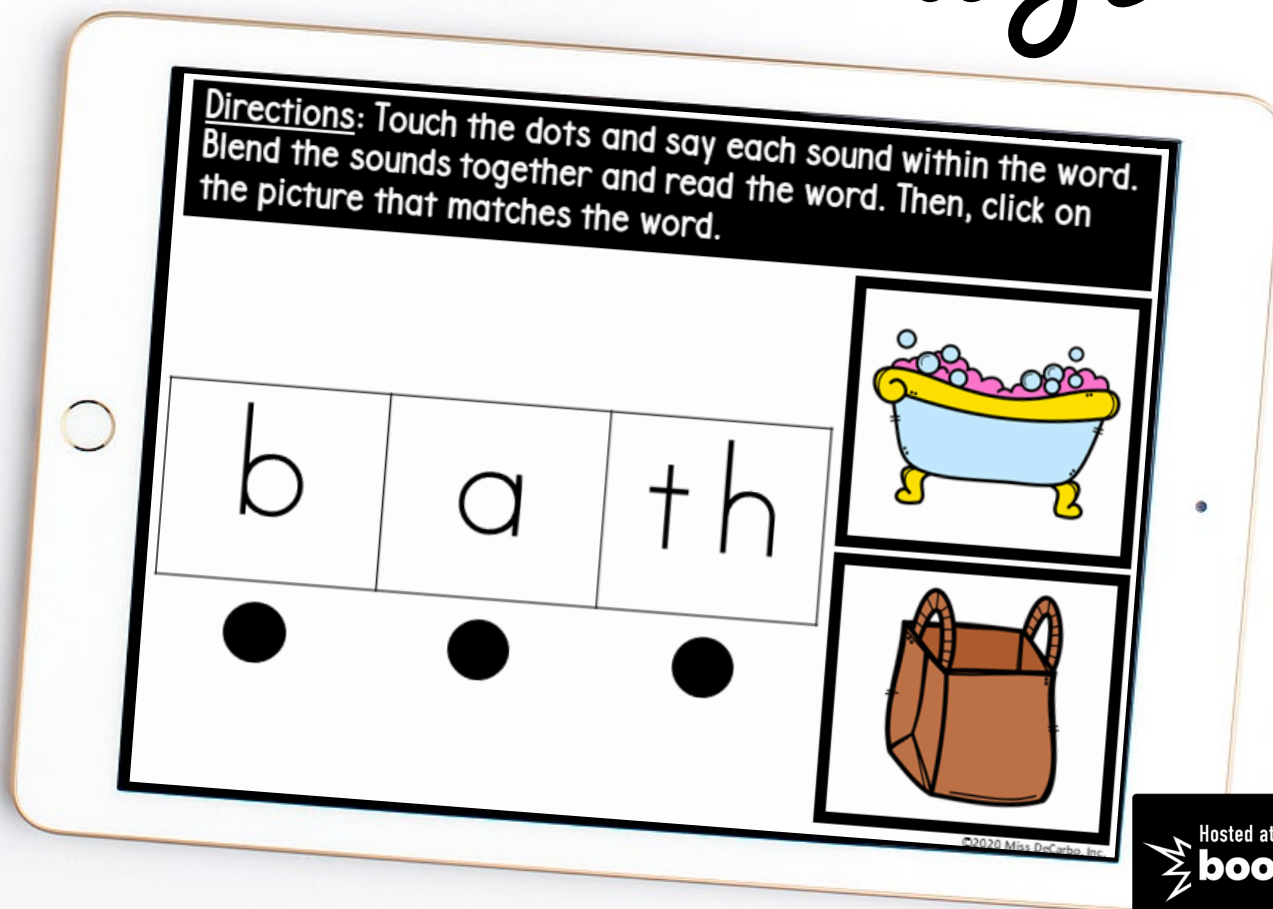 Directions: Touch the dots and say each sound within the word.
Blend the sounds together and read the word. Then, click on
the picture that matches the word.
b a th
©2020 Miss DeCarbo, Inc.
Hosted at